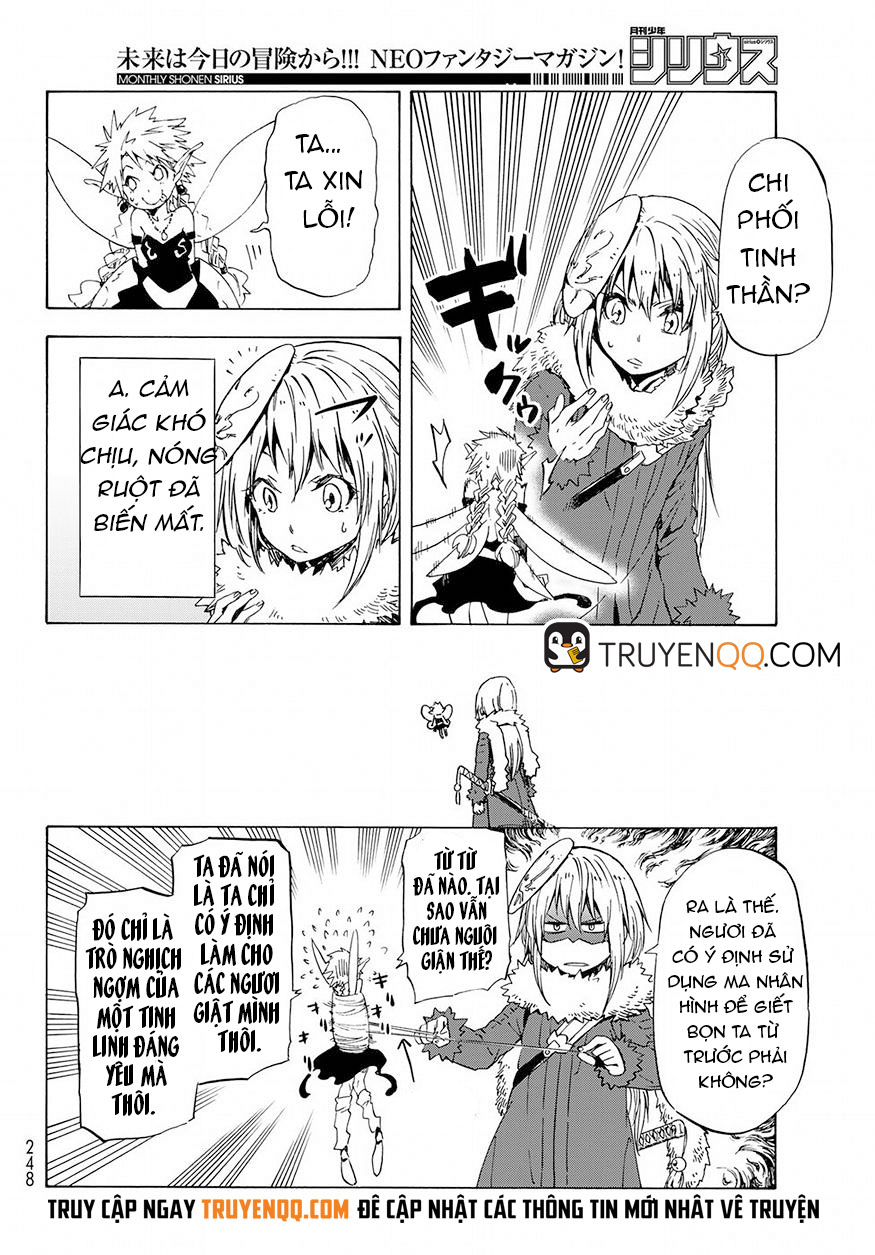 未来は今日の冒険から!!! NEOファンタジーマガジン!
MONTHLY SHONEN SIRIUS
月刊少年
シリウス
CHI
PHỐI
TINH
THẦN?
TA...
TA XIN
LỖI!
ギュウ
A. CẢM
GIÁC KHÓ
CHỊU, NÓNG
RUỘT ĐÃ
BIẾN MẤT.
TRUYENQQ.COM
RA LÀ THẾ.
NGƯƠI ĐÃ
CÓ Ý ĐỊNH SỬ
DỤNG MA NHÂN
HÌNH ĐỂ GIẾT
BỌN TA TỪ
TRƯỚC PHẢI
KHÔNG?
TỪ TỪ
ĐÃ NÀO. TẠI
SAO VẪN
CHƯA NGUÔI
GIẬN THẾ?
TA ĐÃ NÓI
LÀ TA CHỈ
CÓ Ý ĐỊNH
LÀM CHO
CÁC NGƯƠI
GIẬT MÌNH
THÔI.
ĐÓ CHỈ LÀ
TRÒ NGHỊCH
NGỢM CỦA
MỘT TINH
LINH ĐÁNG
YÊU MÀ
THÔI.
248
TRUY CẬP NGAY TRUYENQQ.COM ĐỂ CẬP NHẬT CÁC THÔNG TIN MỚI NHẤT VỀ TRUYỆN